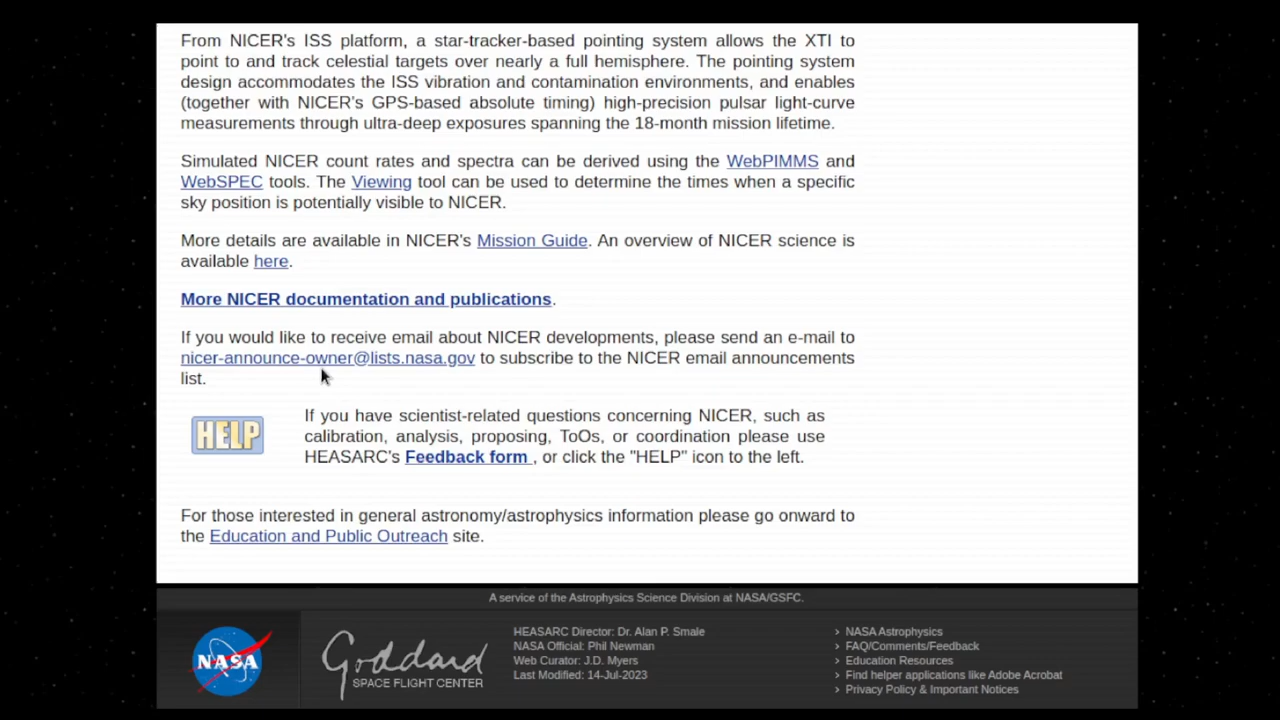 From NICER's ISS platform, a star-tracker-based pointing system allows the XTI to
point to and track celestial targets over nearly a full hemisphere. The pointing system
design accommodates the ISS vibration and contamination environments, and enables
(together with NICER's GPS-based absolute timing) high-precision pulsar light-curve
measurements through ultra-deep exposures spanning the 18-month mission lifetime.
Simulated NICER count rates and spectra can be derived using the WebPIMMS and
WebSPEC tools. The Viewing tool can be used to determine the times when a specific
sky position is potentially visible to NICER.
More details are available in NICER's Mission Guide. An overview of NICER science is
available here.
More NICER documentation and publications.
If you would like to receive email about NICER developments, please send an e-mail to
nicer-announce-owner@lists.nasa.gov to subscribe to the NICER email announcements
list.
HELP
If you have scientist-related questions concerning NICER, such as
calibration, analysis, proposing, ToOs, or coordination please use
HEASARC's Feedback form , or click the "HELP" icon to the left.
For those interested in general astronomy/astrophysics information please go onward to
the Education and Public Outreach site.
A service of the Astrophysics Science Division at NASA/GSFC.
NASA
Goddard
SPACE FLIGHT CENTER
HEASARC Director: Dr. Alan P. Smale
NASA Official: Phil Newman
Web Curator: J.D. Myers
Last Modified: 14-Jul-2023
› NASA Astrophysics
› FAQ/Comments/Feedback
› Education Resources
› Find helper applications like Adobe Acrobat
› Privacy Policy & Important Notices